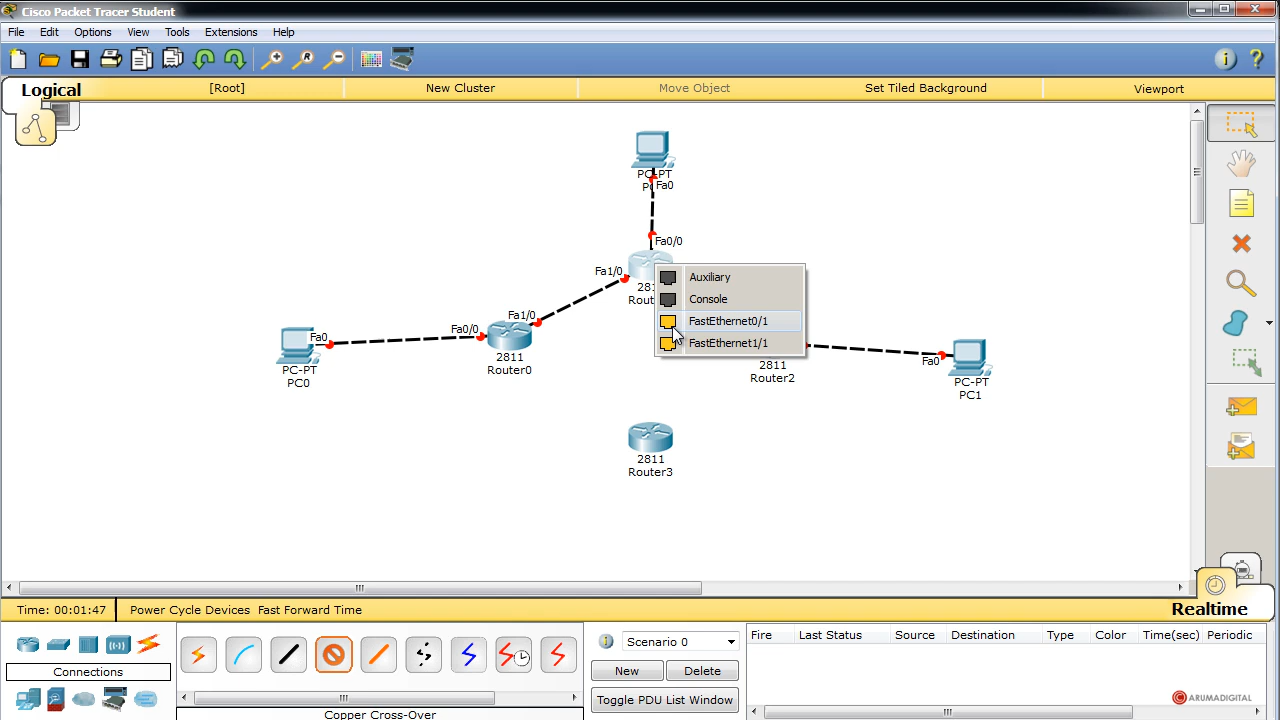 Cisco Packet Tracer Student
File Edit Options View Tools Extensions Help
Logical
[Root]
New Cluster
Move Object
Set Tiled Background
Viewport
PC-PT
Fa0
Fa0/0
Fa1/0
Auxiliary
Console
FastEthernet0/1
FastEthernet1/1
Fa0
PC-PT
PC0
Fa0/0
Fa1/0
2811
Router0
2811
Router2
Fa0
PC-PT
PC1
2811
Router3
Time: 00:01:47 Power Cycle Devices Fast Forward Time
Realtime
Connections
Copper Cross-Over
Scenario 0
New
Delete
Toggle PDU List Window
Fire Last Status Source Destination Type Color Time(sec) Periodic
ARUMADIGITAL